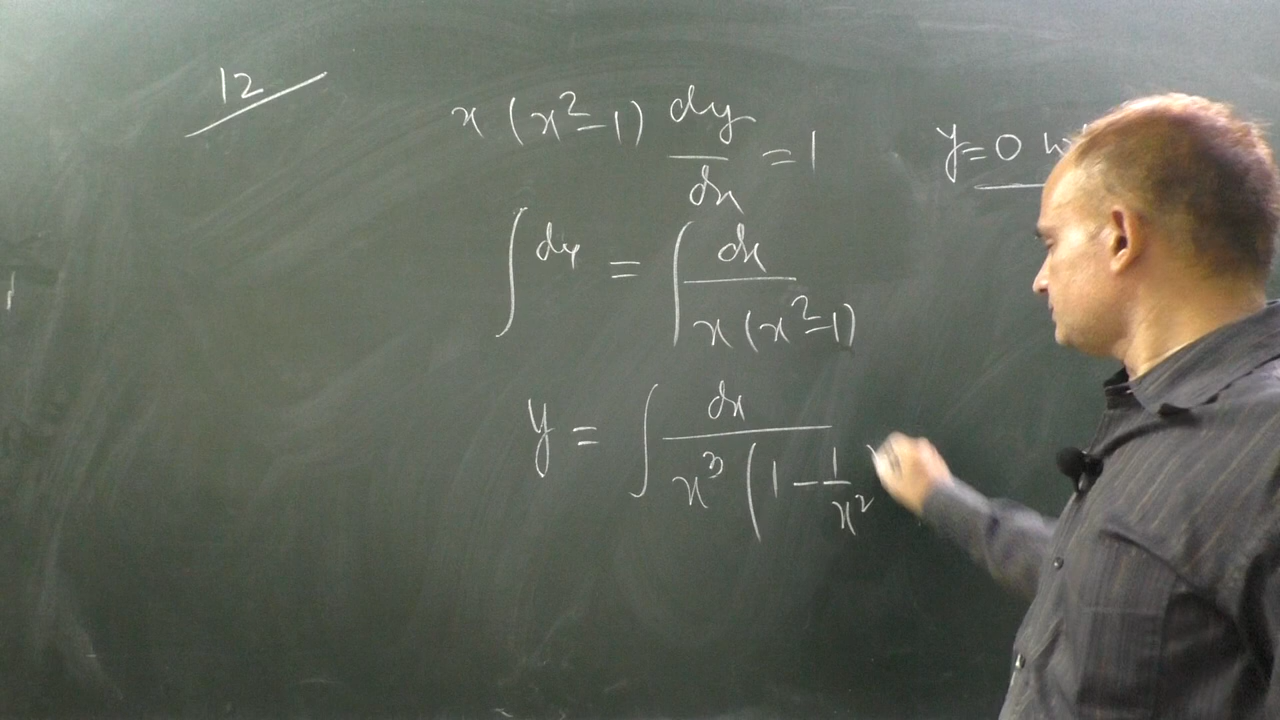 12
x (x²-1) dy/dx = 1
y=0
∫ dy = ∫ dx / x(x²-1)
y = ∫ dx / x³ (1 - 1/x²